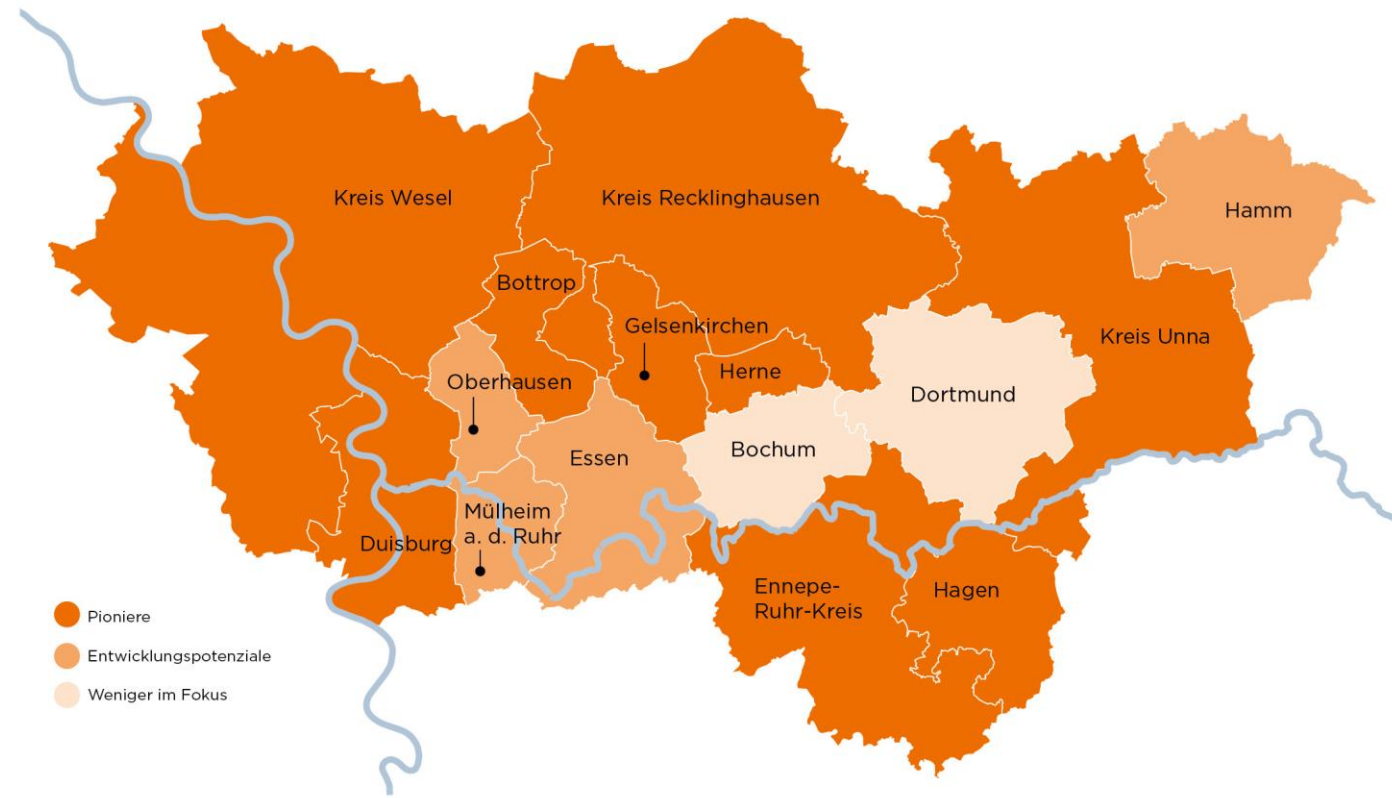 Kreis Wesel
Kreis Recklinghausen
Hamm
Bottrop
Gelsenkirchen
Kreis Unna
Herne
Oberhausen
Dortmund
Bochum
Essen
Mülheim
a. d. Ruhr
Duisburg
Ennepe-
Ruhr-Kreis
Hagen
Pioniere
Entwicklungspotenziale
Weniger im Fokus